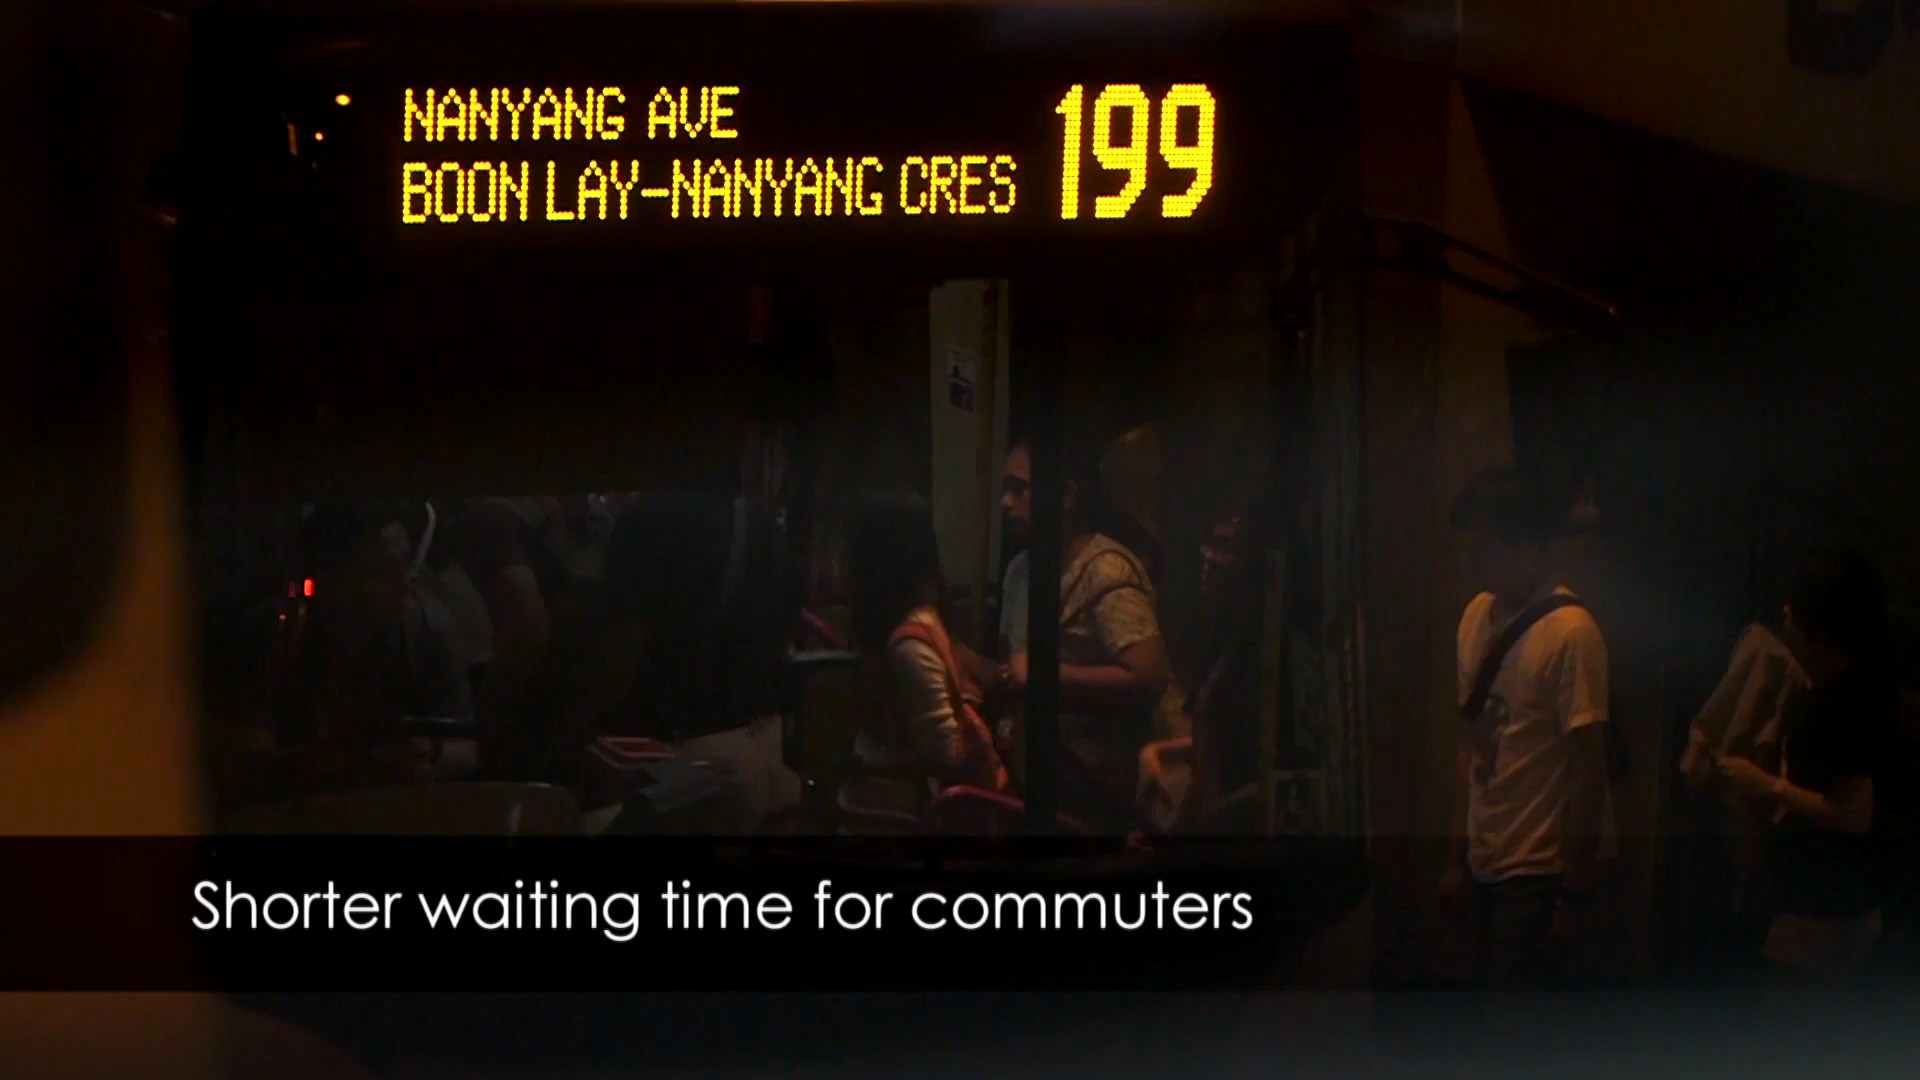 NANYANG AVE
BOON LAY-NANYANG CRES
199
Shorter waiting time for commuters